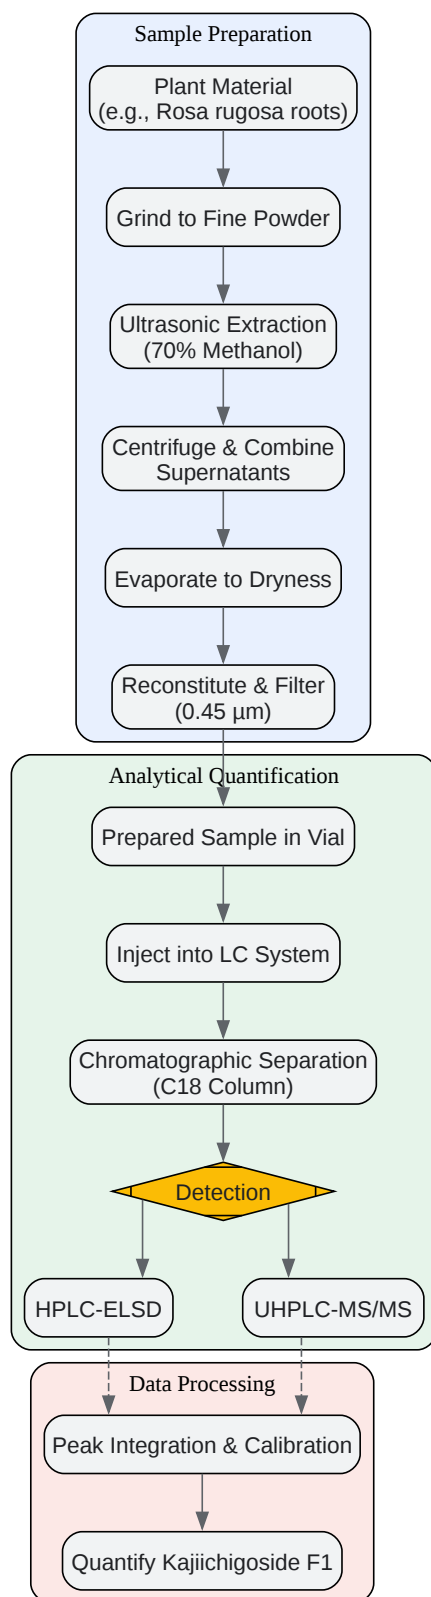 Sample Preparation
Plant Material
(e.g., Rosa rugosa roots)
Grind to Fine Powder
Ultrasonic Extraction
(70% Methanol)
Centrifuge & Combine
Supernatants
Evaporate to Dryness
Reconstitute & Filter
(0.45 µm)
Analytical Quantification
Prepared Sample in Vial
Inject into LC System
Chromatographic Separation
(C18 Column)
Detection
HPLC-ELSD
UHPLC-MS/MS
Data Processing
Peak Integration & Calibration
Quantify Kajiichigoside F1